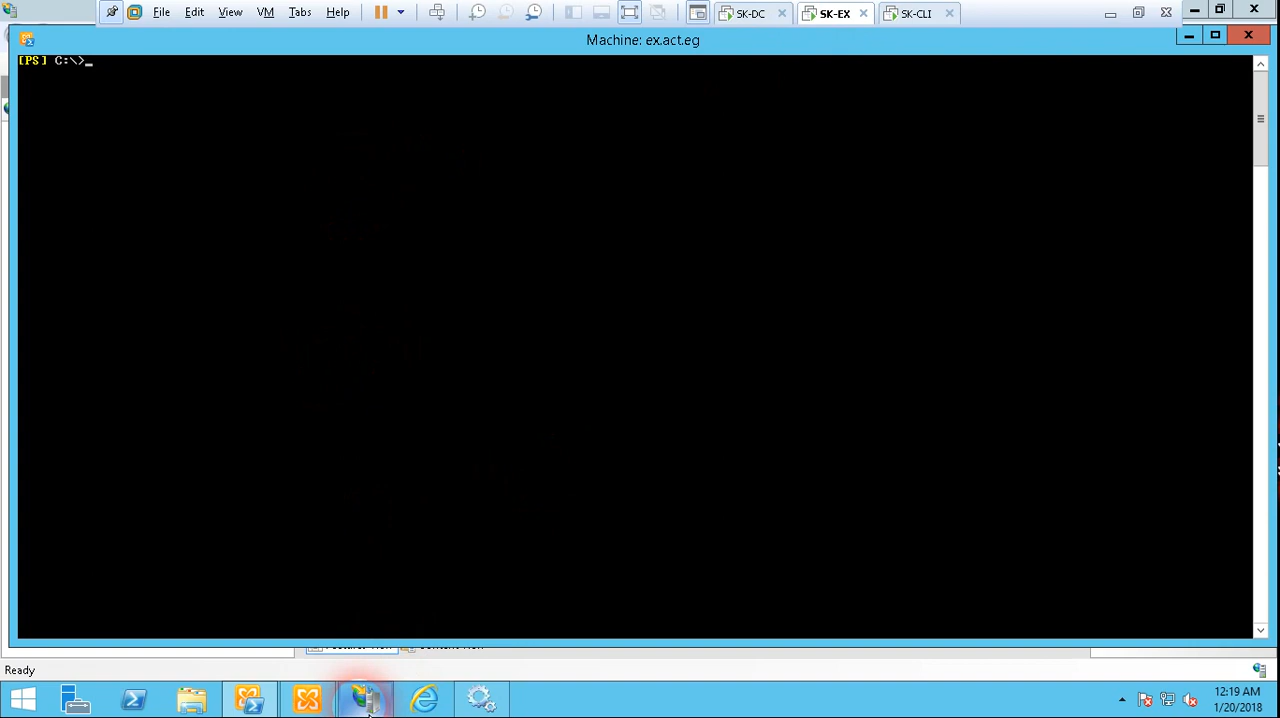 File Edit View VM Tabs Help SK-DC SK-EX SK-CLI
Machine: ex.act.eg
[PS] C:\>_
Ready
12:19 AM
1/20/2018